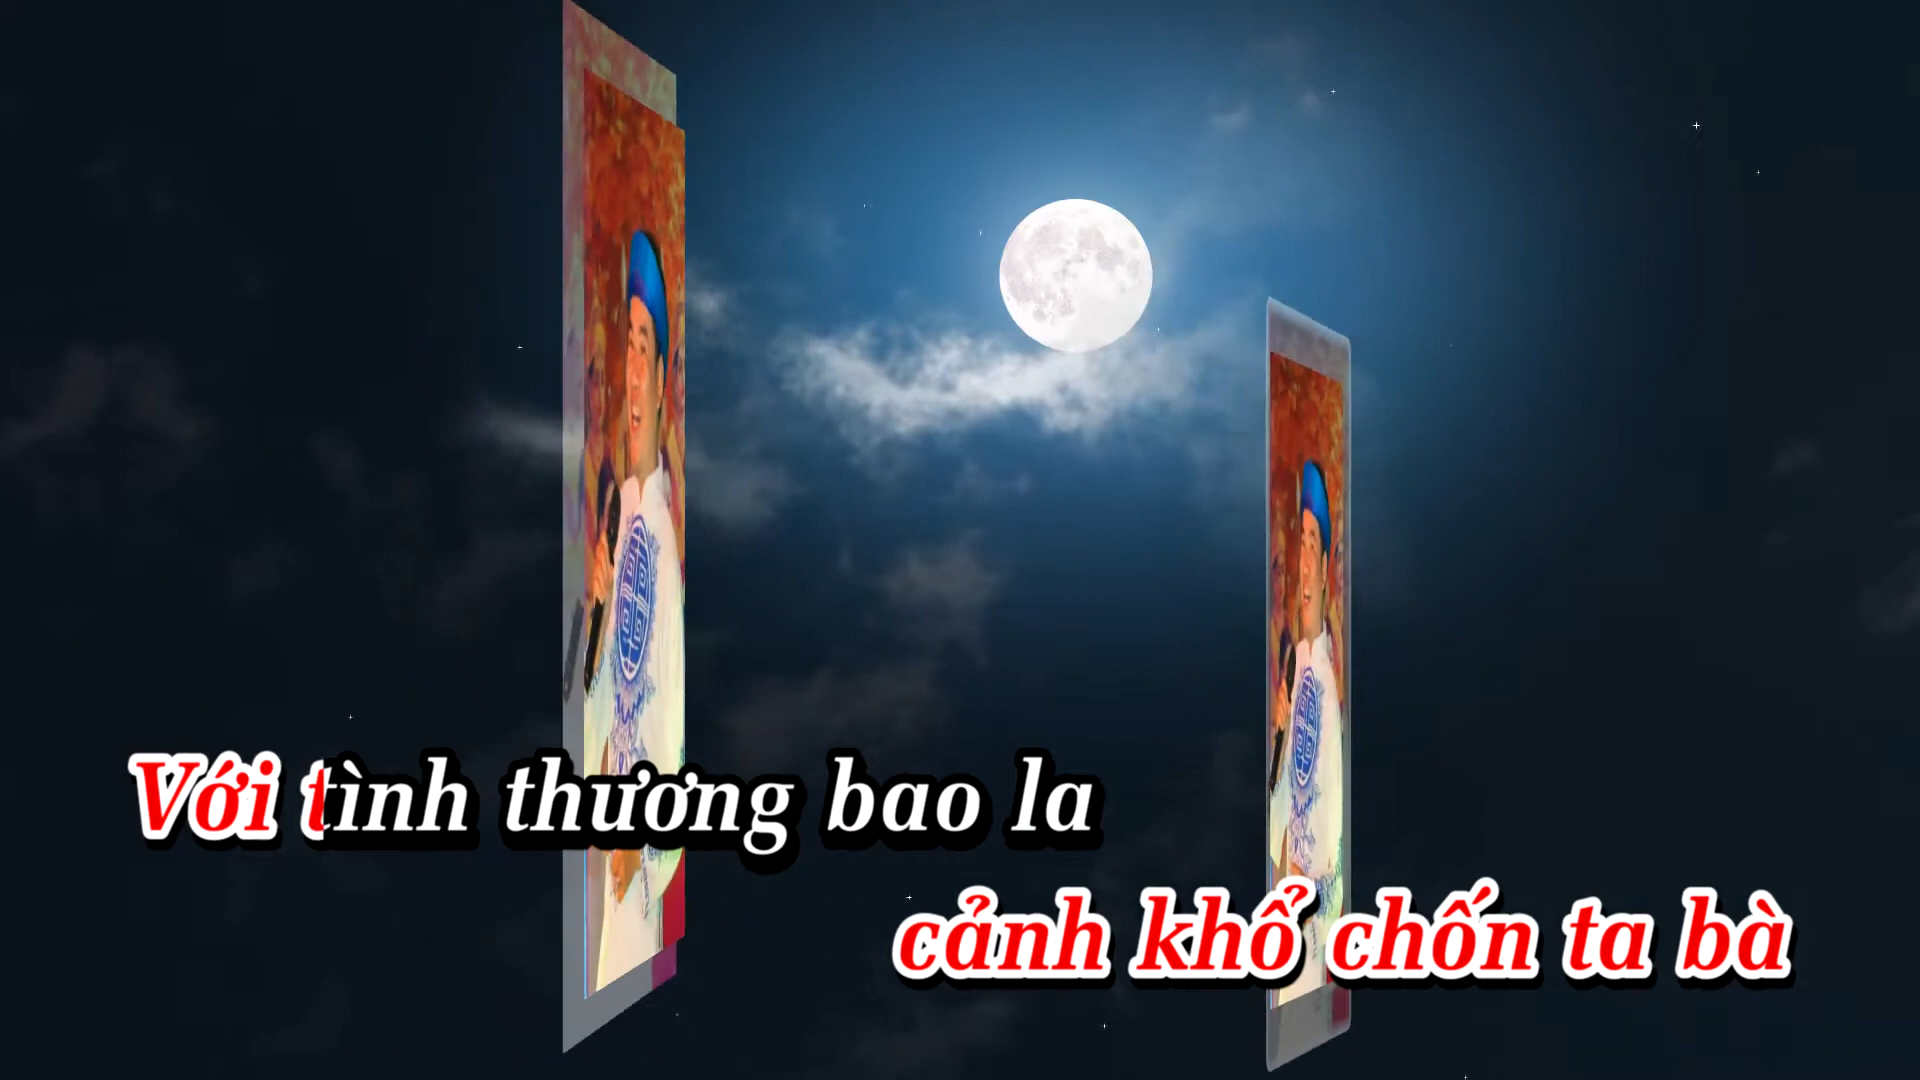 Với tình thương bao la
cảnh khổ chốn ta bà